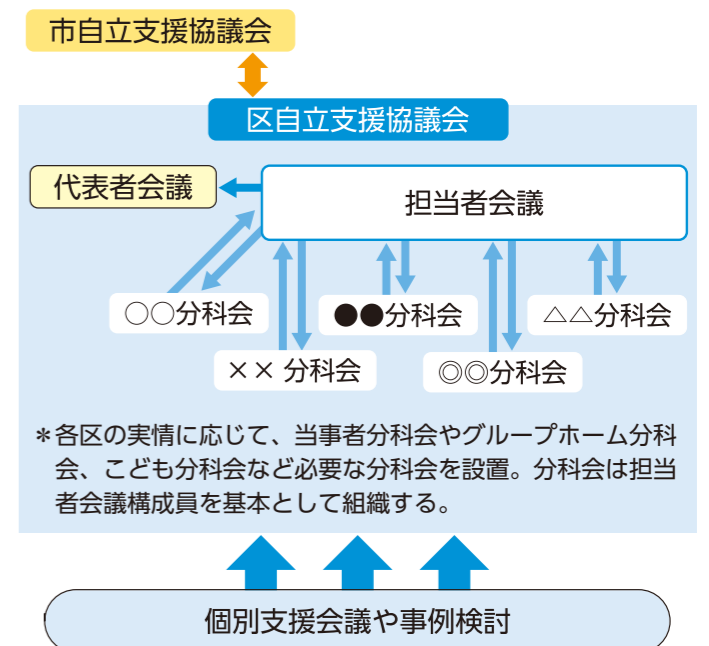 市自立支援協議会
区自立支援協議会
代表者会議
担当者会議
○○分科会
●●分科会
△△分科会
×× 分科会
◎◎分科会
＊各区の実情に応じて、当事者分科会やグループホーム分科
会、こども分科会など必要な分科会を設置。分科会は担当
者会議構成員を基本として組織する。
個別支援会議や事例検討